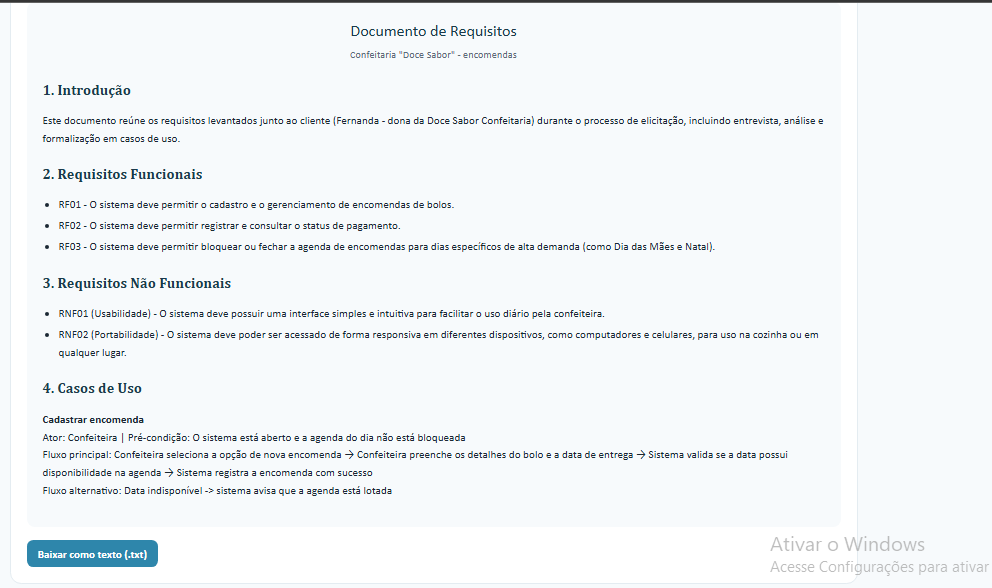 Documento de Requisitos
Confeitaria "Doce Sabor" - encomendas
1. Introdução
Este documento reúne os requisitos levantados junto ao cliente (Fernanda - dona da Doce Sabor Confeitaria) durante o processo de elicitação, incluindo entrevista, análise e
formalização em casos de uso.
2. Requisitos Funcionais
• RF01 - O sistema deve permitir o cadastro e o gerenciamento de encomendas de bolos.
• RF02 - O sistema deve permitir registrar e consultar o status de pagamento.
• RF03 - O sistema deve permitir bloquear ou fechar a agenda de encomendas para dias específicos de alta demanda (como Dia das Mães e Natal).
3. Requisitos Não Funcionais
• RNF01 (Usabilidade) - O sistema deve possuir uma interface simples e intuitiva para facilitar o uso diário pela confeiteira.
• RNF02 (Portabilidade) - O sistema deve poder ser acessado de forma responsiva em diferentes dispositivos, como computadores e celulares, para uso na cozinha ou em
qualquer lugar.
4. Casos de Uso
Cadastrar encomenda
Ator: Confeiteira | Pré-condição: O sistema está aberto e a agenda do dia não está bloqueada
Fluxo principal: Confeiteira seleciona a opção de nova encomenda → Confeiteira preenche os detalhes do bolo e a data de entrega → Sistema valida se a data possui
disponibilidade na agenda → Sistema registra a encomenda com sucesso
Fluxo alternativo: Data indisponível -> sistema avisa que a agenda está lotada
Baixar como texto (.txt)
Ativar o Windows
Acesse Configurações para ativar